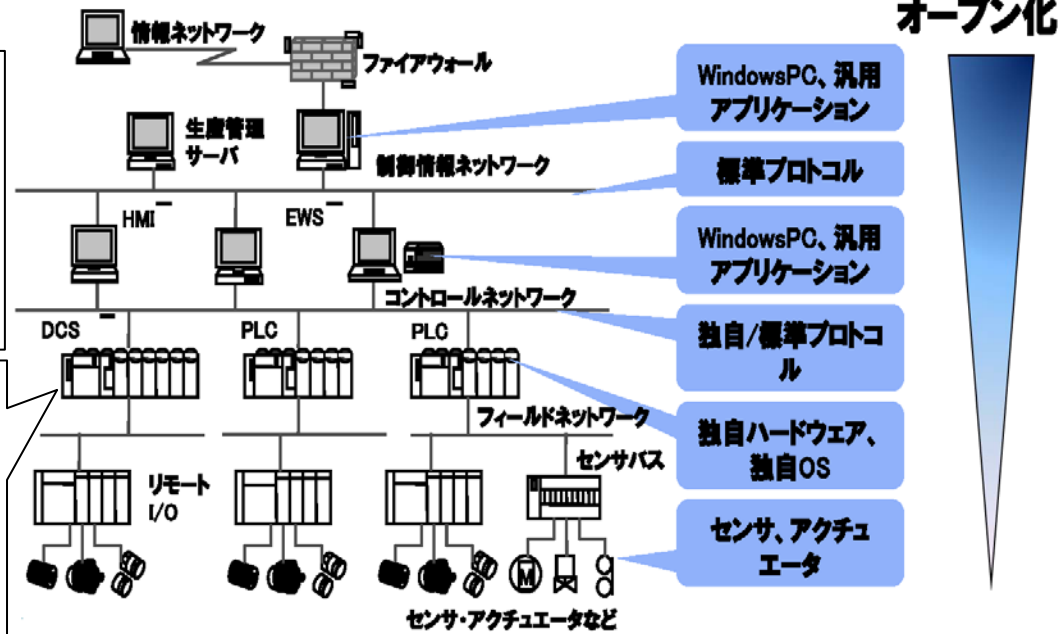 オープン化
情報ネットワーク
ファイアウォール
生産管理
サーバ
制御情報ネットワーク
HMI
EWS
コントロールネットワーク
DCS
PLC
PLC
フィールドネットワーク
センサバス
リモート
I/O
M
センサ・アクチュエータなど
WindowsPC、汎用
アプリケーション
標準プロトコル
WindowsPC、汎用
アプリケーション
独自/標準プロトコ
ル
独自ハードウェア、
独自OS
センサ、アクチュ
エータ